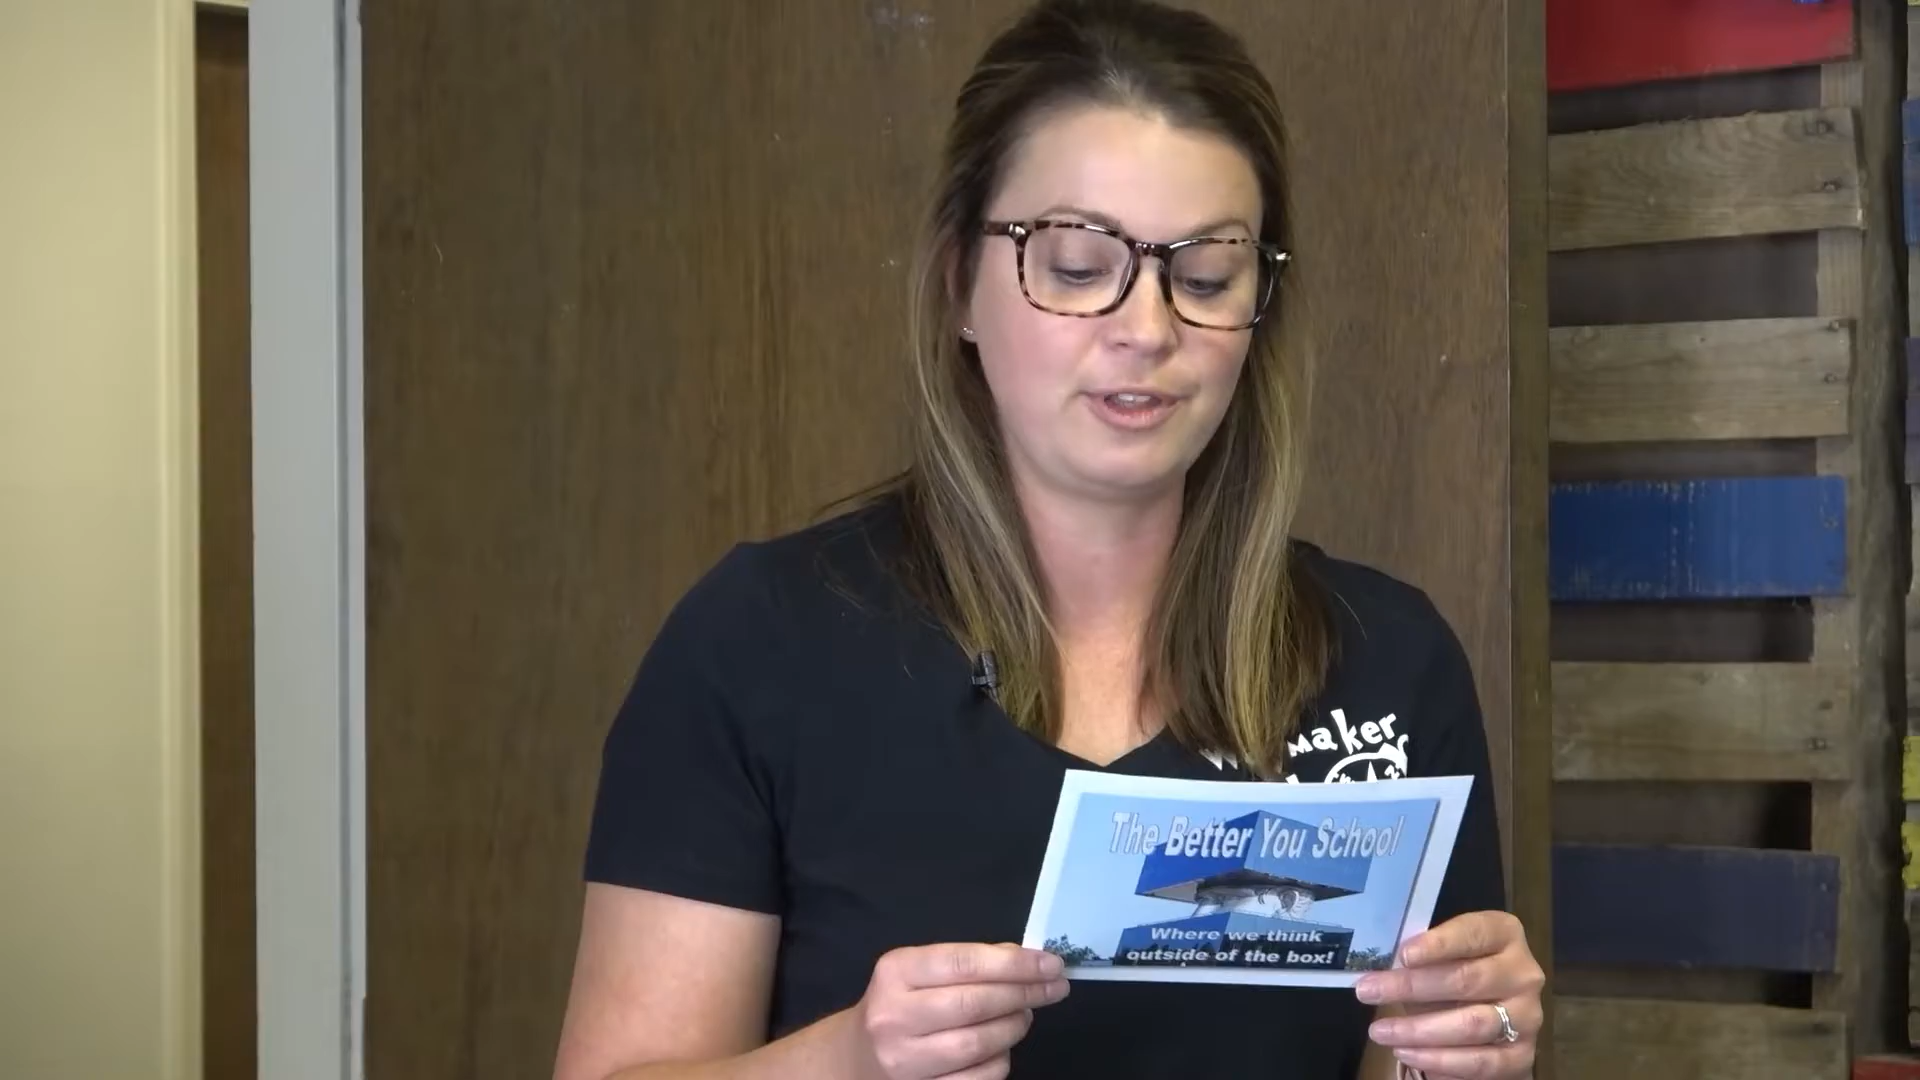 maker
The Better You School
Where we think
outside of the box!